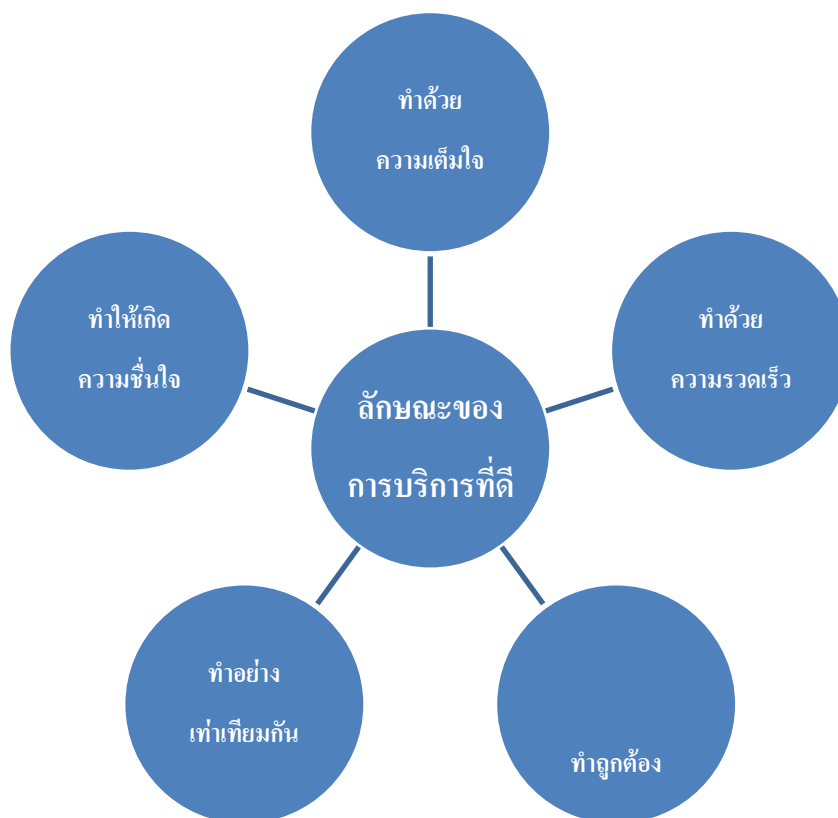 ทำด้วย
ความเต็มใจ
ทำให้เกิด
ความชื่นใจ
ทำด้วย
ความรวดเร็ว
ลักษณะของ
การบริการที่ดี
ทำอย่าง
เท่าเทียมกัน
ทำถูกต้อง